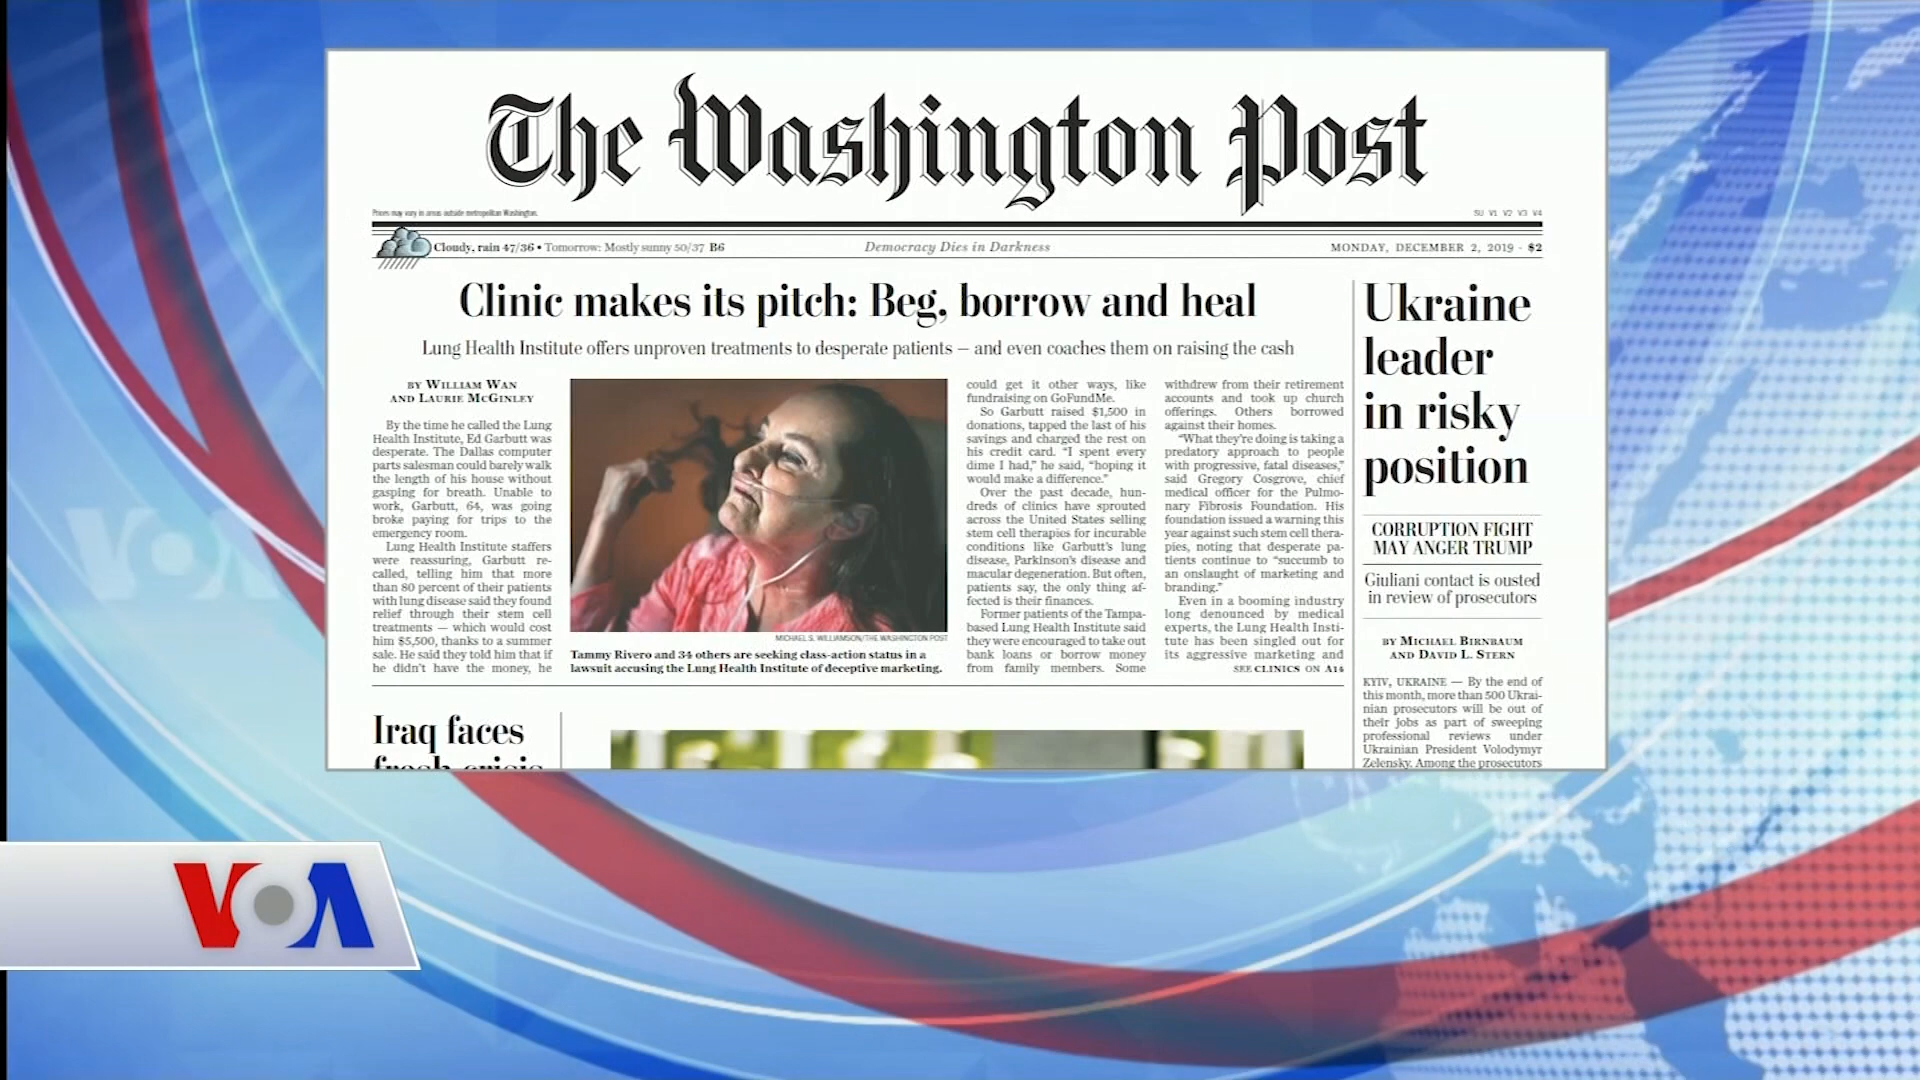 The Washington Post
Prices may vary in areas outside metropolitan Washington.
SU V1 V2 V3 V4
Cloudy, rain 47/36 • Tomorrow: Mostly sunny 50/37 B6
Democracy Dies in Darkness
MONDAY, DECEMBER 2, 2019 · $2
Clinic makes its pitch: Beg, borrow and heal
Lung Health Institute offers unproven treatments to desperate patients — and even coaches them on raising the cash
BY WILLIAM WAN
AND LAURIE MCGINLEY
By the time he called the Lung
Health Institute, Ed Garbutt was
desperate. The Dallas computer
parts salesman could barely walk
the length of his house without
gasping for breath. Unable to
work, Garbutt, 64, was going
broke paying for trips to the
emergency room.
Lung Health Institute staffers
were reassuring, Garbutt re-
called, telling him that more
than 80 percent of their patients
with lung disease said they found
relief through their stem cell
treatments — which would cost
him $5,500, thanks to a summer
sale. He said they told him that if
he didn't have the money, he
MICHAEL S. WILLIAMSON/THE WASHINGTON POST
Tammy Rivero and 34 others are seeking class-action status in a
lawsuit accusing the Lung Health Institute of deceptive marketing.
could get it other ways, like
fundraising on GoFundMe.
So Garbutt raised $1,500 in
donations, tapped the last of his
savings and charged the rest on
his credit card. "I spent every
dime I had," he said, "hoping it
would make a difference."
Over the past decade, hun-
dreds of clinics have sprouted
across the United States selling
stem cell therapies for incurable
conditions like Garbutt's lung
disease, Parkinson's disease and
macular degeneration. But often,
patients say, the only thing af-
fected is their finances.
Former patients of the Tampa-
based Lung Health Institute said
they were encouraged to take out
bank loans or borrow money
from family members. Some
withdrew from their retirement
accounts and took up church
offerings. Others borrowed
against their homes.
"What they're doing is taking a
predatory approach to people
with progressive, fatal diseases,"
said Gregory Cosgrove, chief
medical officer for the Pulmo-
nary Fibrosis Foundation. His
foundation issued a warning this
year against such stem cell thera-
pies, noting that desperate pa-
tients continue to "succumb to
an onslaught of marketing and
branding."
Even in a booming industry
long denounced by medical
experts, the Lung Health Insti-
tute has been singled out for
its aggressive marketing and
SEE CLINICS ON A14
Ukraine
leader
in risky
position
CORRUPTION FIGHT
MAY ANGER TRUMP
Giuliani contact is ousted
in review of prosecutors
BY MICHAEL BIRNBAUM
AND DAVID L. STERN
KYIV, UKRAINE — By the end of
this month, more than 500 Ukrai-
nian prosecutors will be out of
their jobs as part of sweeping
professional reviews under
Ukrainian President Volodymyr
Zelensky. Among the prosecutors
Iraq faces
fresh crisis
VOA
VOA